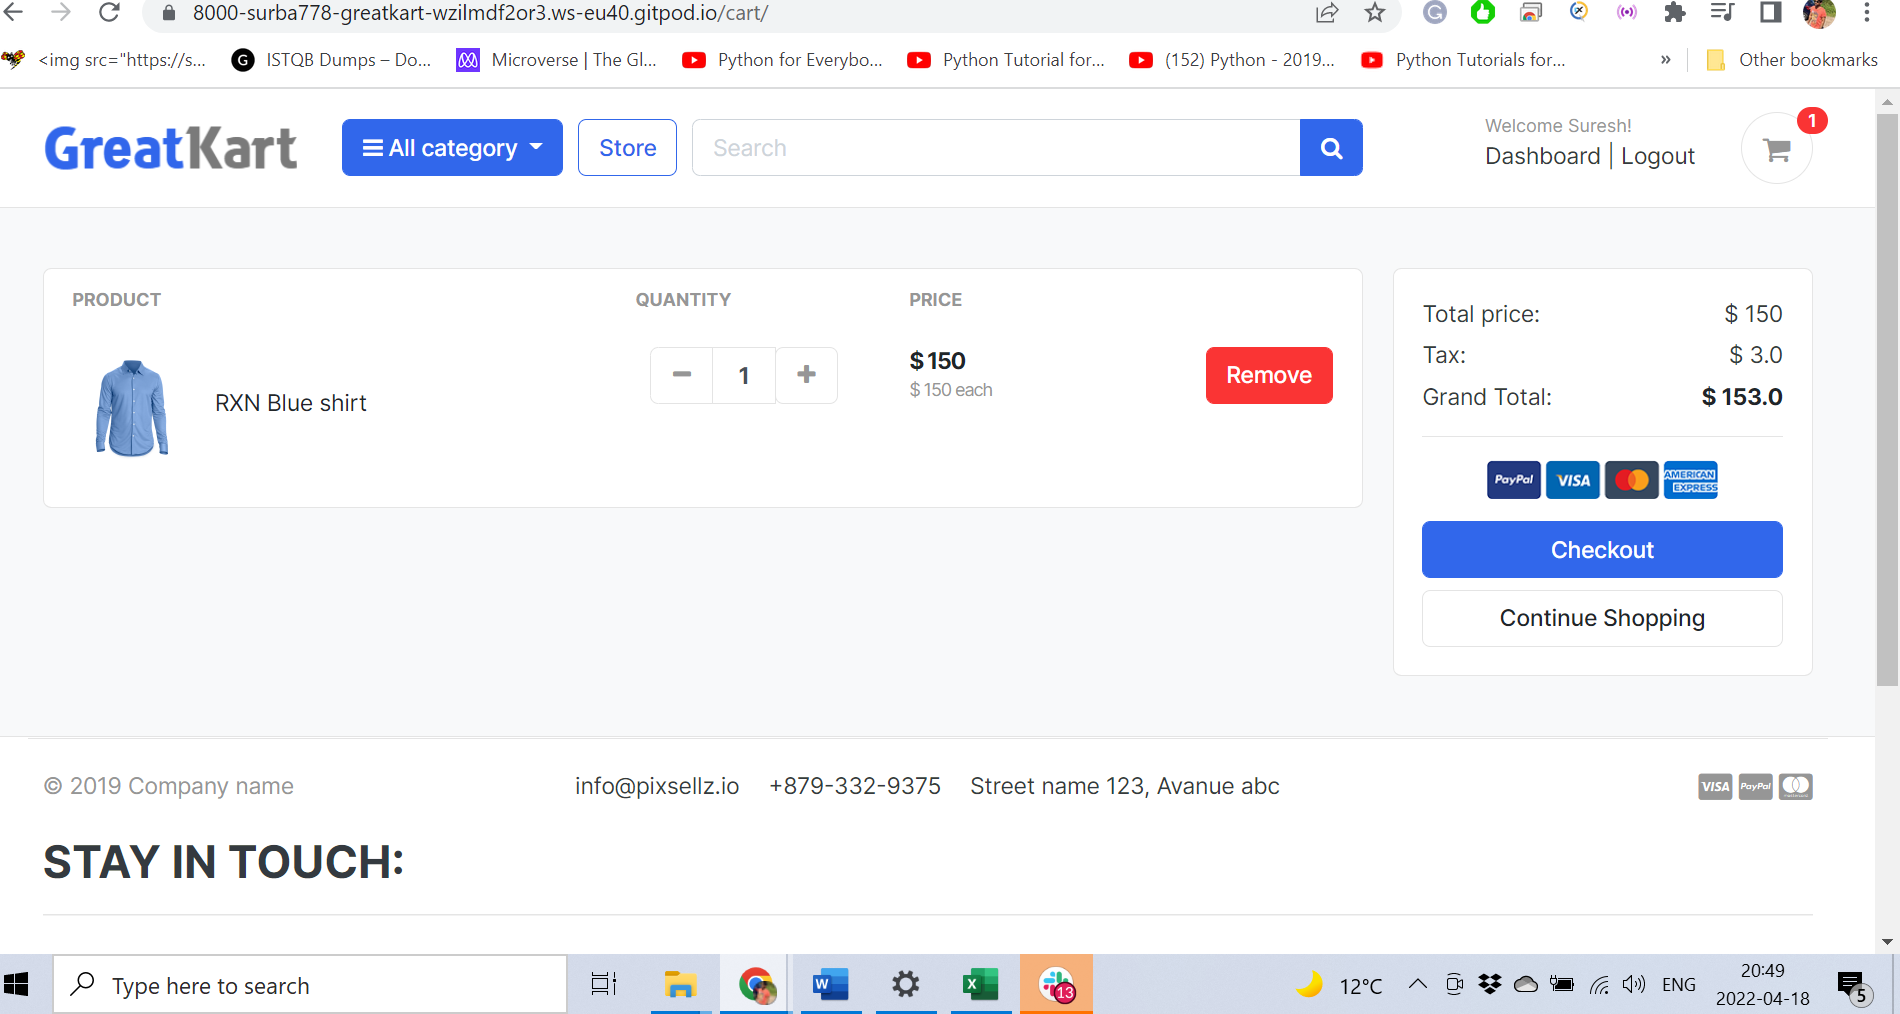 8000-surba778-greatkart-wzilmdf2or3.ws-eu40.gitpod.io/cart/
<img src="https://s... ISTQB Dumps – Do... Microverse | The Gl... Python for Everybo... Python Tutorial for... (152) Python - 2019... Python Tutorials for... » Other bookmarks
GreatKart All category Store Search
Welcome Suresh!
Dashboard | Logout
1
PRODUCT QUANTITY PRICE
RXN Blue shirt
1
$ 150
$ 150 each
Remove
Total price: $ 150
Tax: $ 3.0
Grand Total: $ 153.0
PayPal VISA AMERICAN EXPRESS
Checkout
Continue Shopping
© 2019 Company name info@pixsellz.io +879-332-9375 Street name 123, Avanue abc VISA PayPal
STAY IN TOUCH:
Type here to search
13
12°C ENG
20:49
2022-04-18
5